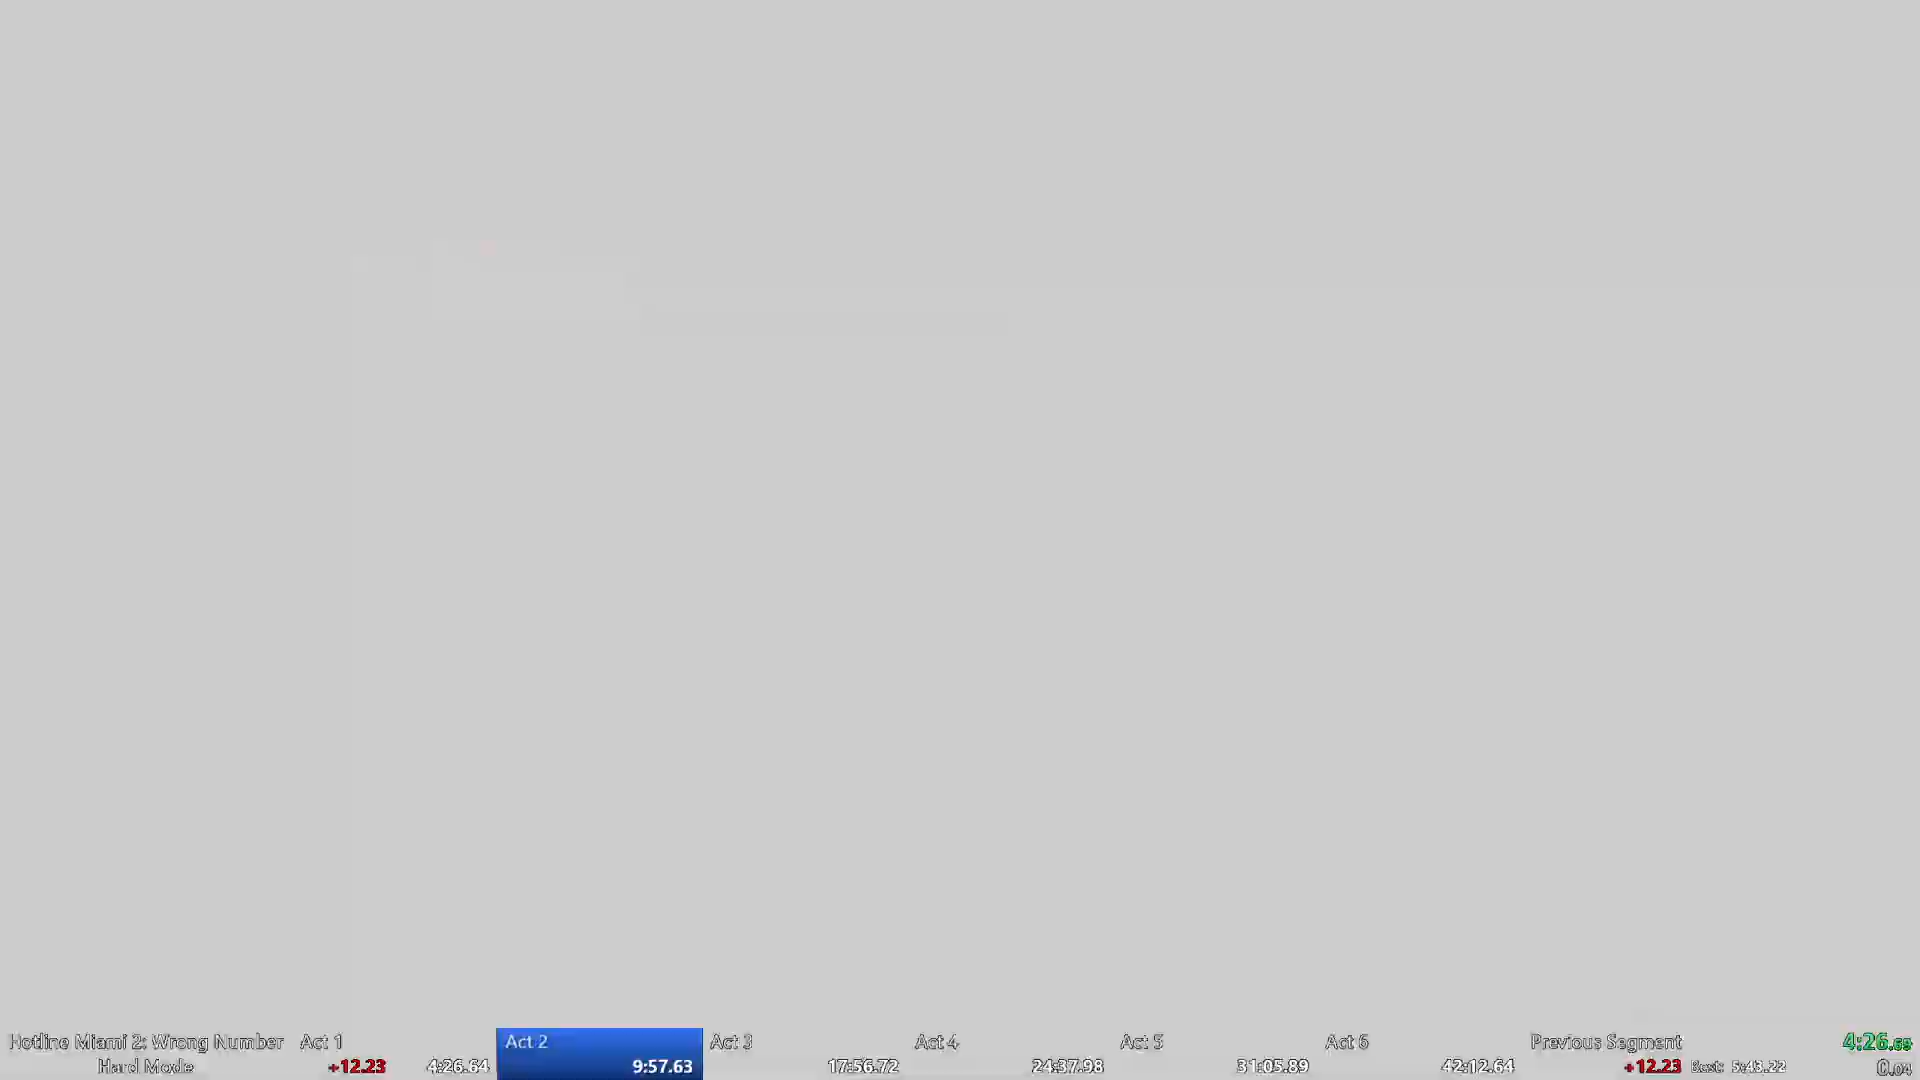 Hotline Miami 2: Wrong Number Act 1 Act 2 Act 3 Act 4 Act 5 Act 6 Previous Segment 4:26.69
Hard Mode +12.23 4:26.64 9:57.63 17:56.72 24:37.98 31:05.89 42:12.64 +12.23 Best: 5:43.22 0.04